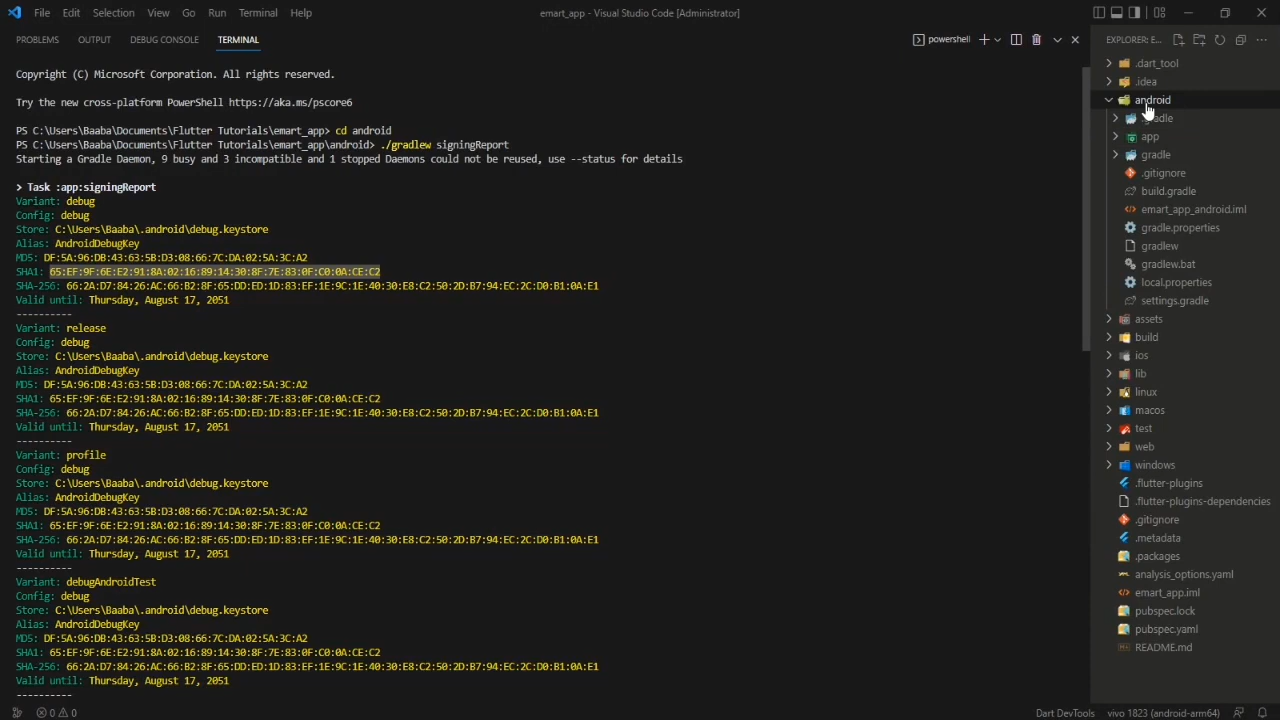 File Edit Selection View Go Run Terminal Help
emart_app - Visual Studio Code [Administrator]
PROBLEMS OUTPUT DEBUG CONSOLE TERMINAL
powershell
Copyright (C) Microsoft Corporation. All rights reserved.
Try the new cross-platform PowerShell https://aka.ms/pscore6
PS C:\Users\Baaba\Documents\Flutter Tutorials\emart_app> cd android
PS C:\Users\Baaba\Documents\Flutter Tutorials\emart_app\android> ./gradlew signingReport
Starting a Gradle Daemon, 9 busy and 3 incompatible and 1 stopped Daemons could not be reused, use --status for details
> Task :app:signingReport
Variant: debug
Config: debug
Store: C:\Users\Baaba\.android\debug.keystore
Alias: AndroidDebugKey
MD5: DF:5A:96:DB:43:63:5B:D3:08:66:7C:DA:02:5A:3C:A2
SHA1: 65:EF:9F:6E:E2:91:8A:02:16:89:14:30:8F:7E:83:0F:C0:0A:CE:C2
SHA-256: 66:2A:D7:84:26:AC:66:B2:8F:65:DD:ED:1D:83:EF:1E:9C:1E:40:30:E8:C2:50:2D:B7:94:EC:2C:D0:B1:0A:E1
Valid until: Thursday, August 17, 2051
----------
Variant: release
Config: debug
Store: C:\Users\Baaba\.android\debug.keystore
Alias: AndroidDebugKey
MD5: DF:5A:96:DB:43:63:5B:D3:08:66:7C:DA:02:5A:3C:A2
SHA1: 65:EF:9F:6E:E2:91:8A:02:16:89:14:30:8F:7E:83:0F:C0:0A:CE:C2
SHA-256: 66:2A:D7:84:26:AC:66:B2:8F:65:DD:ED:1D:83:EF:1E:9C:1E:40:30:E8:C2:50:2D:B7:94:EC:2C:D0:B1:0A:E1
Valid until: Thursday, August 17, 2051
----------
Variant: profile
Config: debug
Store: C:\Users\Baaba\.android\debug.keystore
Alias: AndroidDebugKey
MD5: DF:5A:96:DB:43:63:5B:D3:08:66:7C:DA:02:5A:3C:A2
SHA1: 65:EF:9F:6E:E2:91:8A:02:16:89:14:30:8F:7E:83:0F:C0:0A:CE:C2
SHA-256: 66:2A:D7:84:26:AC:66:B2:8F:65:DD:ED:1D:83:EF:1E:9C:1E:40:30:E8:C2:50:2D:B7:94:EC:2C:D0:B1:0A:E1
Valid until: Thursday, August 17, 2051
----------
Variant: debugAndroidTest
Config: debug
Store: C:\Users\Baaba\.android\debug.keystore
Alias: AndroidDebugKey
MD5: DF:5A:96:DB:43:63:5B:D3:08:66:7C:DA:02:5A:3C:A2
SHA1: 65:EF:9F:6E:E2:91:8A:02:16:89:14:30:8F:7E:83:0F:C0:0A:CE:C2
SHA-256: 66:2A:D7:84:26:AC:66:B2:8F:65:DD:ED:1D:83:EF:1E:9C:1E:40:30:E8:C2:50:2D:B7:94:EC:2C:D0:B1:0A:E1
Valid until: Thursday, August 17, 2051
----------
EXPLORER: E...
.dart_tool
.idea
android
.gradle
app
gradle
.gitignore
build.gradle
emart_app_android.iml
gradle.properties
gradlew
gradlew.bat
local.properties
settings.gradle
assets
build
ios
lib
linux
macos
test
web
windows
.flutter-plugins
.flutter-plugins-dependencies
.gitignore
.metadata
.packages
analysis_options.yaml
emart_app.iml
pubspec.lock
pubspec.yaml
README.md
0 0
Dart DevTools vivo 1823 (android-arm64)